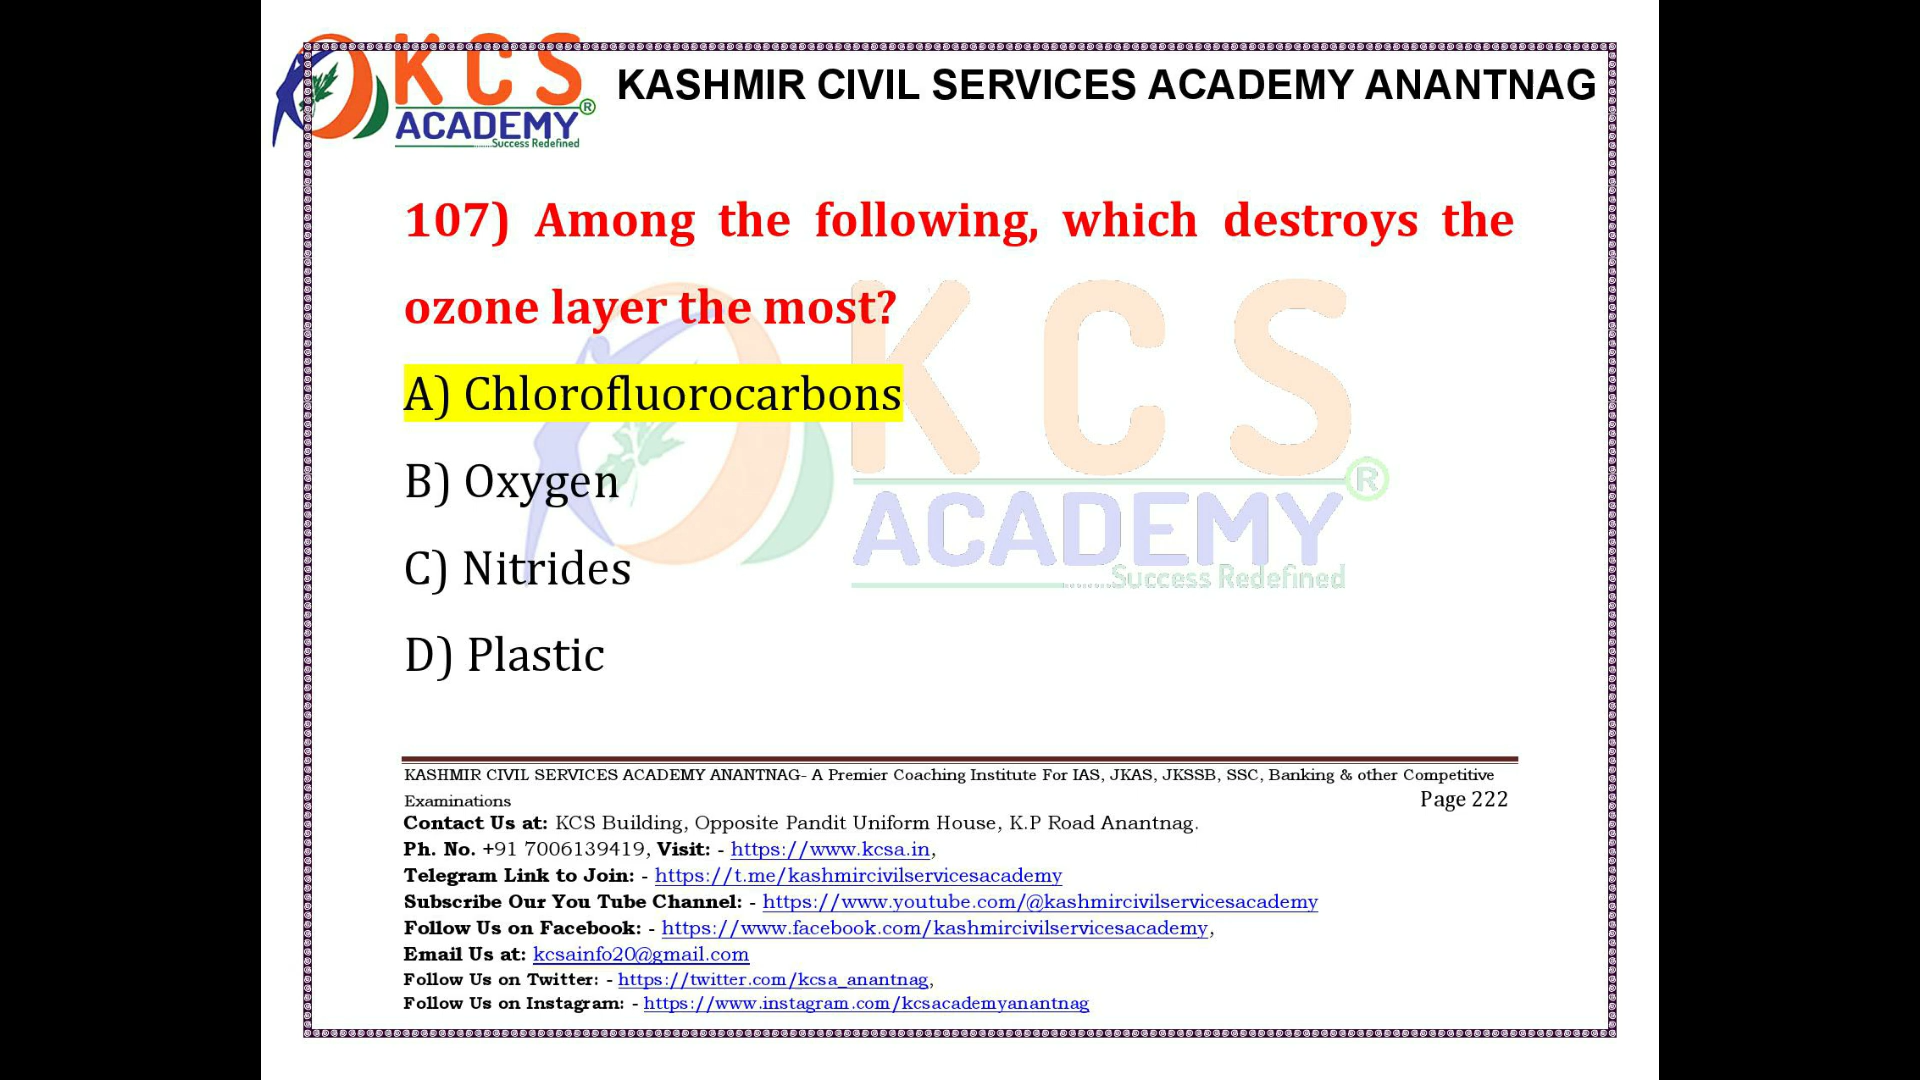 KCS
ACADEMY®
........Success Redefined
KASHMIR CIVIL SERVICES ACADEMY ANANTNAG
107) Among the following, which destroys the
ozone layer the most?
A) Chlorofluorocarbons
B) Oxygen
C) Nitrides
D) Plastic
KCS
ACADEMY®
........Success Redefined
KASHMIR CIVIL SERVICES ACADEMY ANANTNAG- A Premier Coaching Institute For IAS, JKAS, JKSSB, SSC, Banking & other Competitive
Examinations Page 222
Contact Us at: KCS Building, Opposite Pandit Uniform House, K.P Road Anantnag.
Ph. No. +91 7006139419, Visit: - https://www.kcsa.in,
Telegram Link to Join: - https://t.me/kashmircivilservicesacademy
Subscribe Our You Tube Channel: - https://www.youtube.com/@kashmircivilservicesacademy
Follow Us on Facebook: - https://www.facebook.com/kashmircivilservicesacademy,
Email Us at: kcsainfo20@gmail.com
Follow Us on Twitter: - https://twitter.com/kcsa_anantnag,
Follow Us on Instagram: - https://www.instagram.com/kcsacademyanantnag